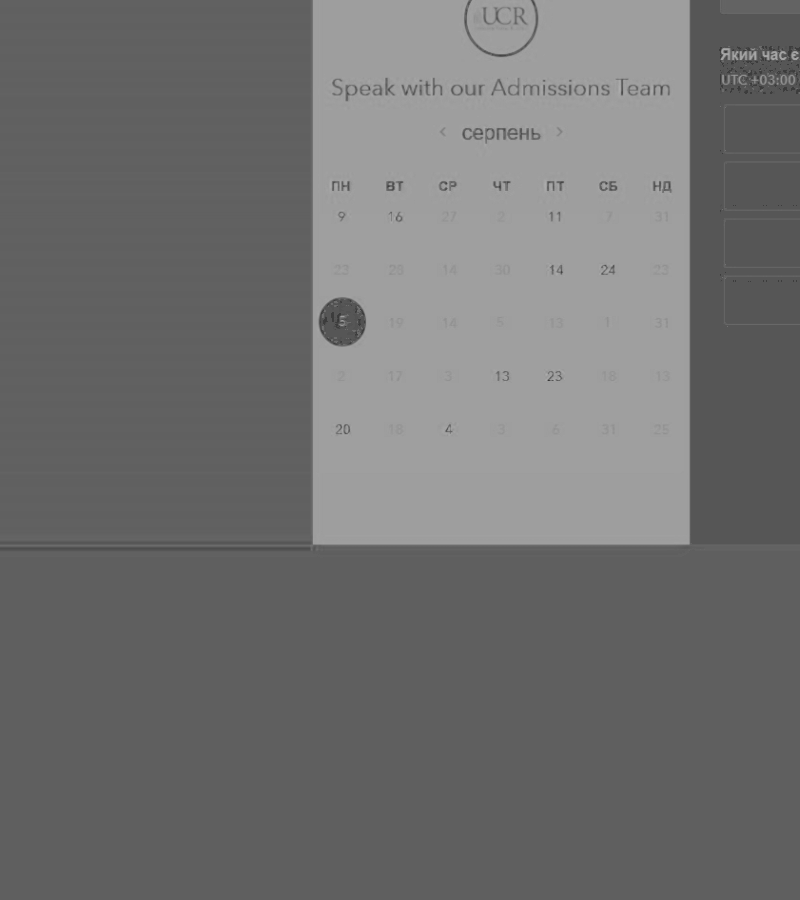 UCR
Speak with our Admissions Team
‹ серпень ›
ПН ВТ СР ЧТ ПТ СБ НД
9 16 27 2 11 7 31
22 20 14 30 14 24 22
19 14 5 13 1 31
2 17 3 13 23 18 13
20 18 4 3 6 31 25
Який час є
UTC +03:00